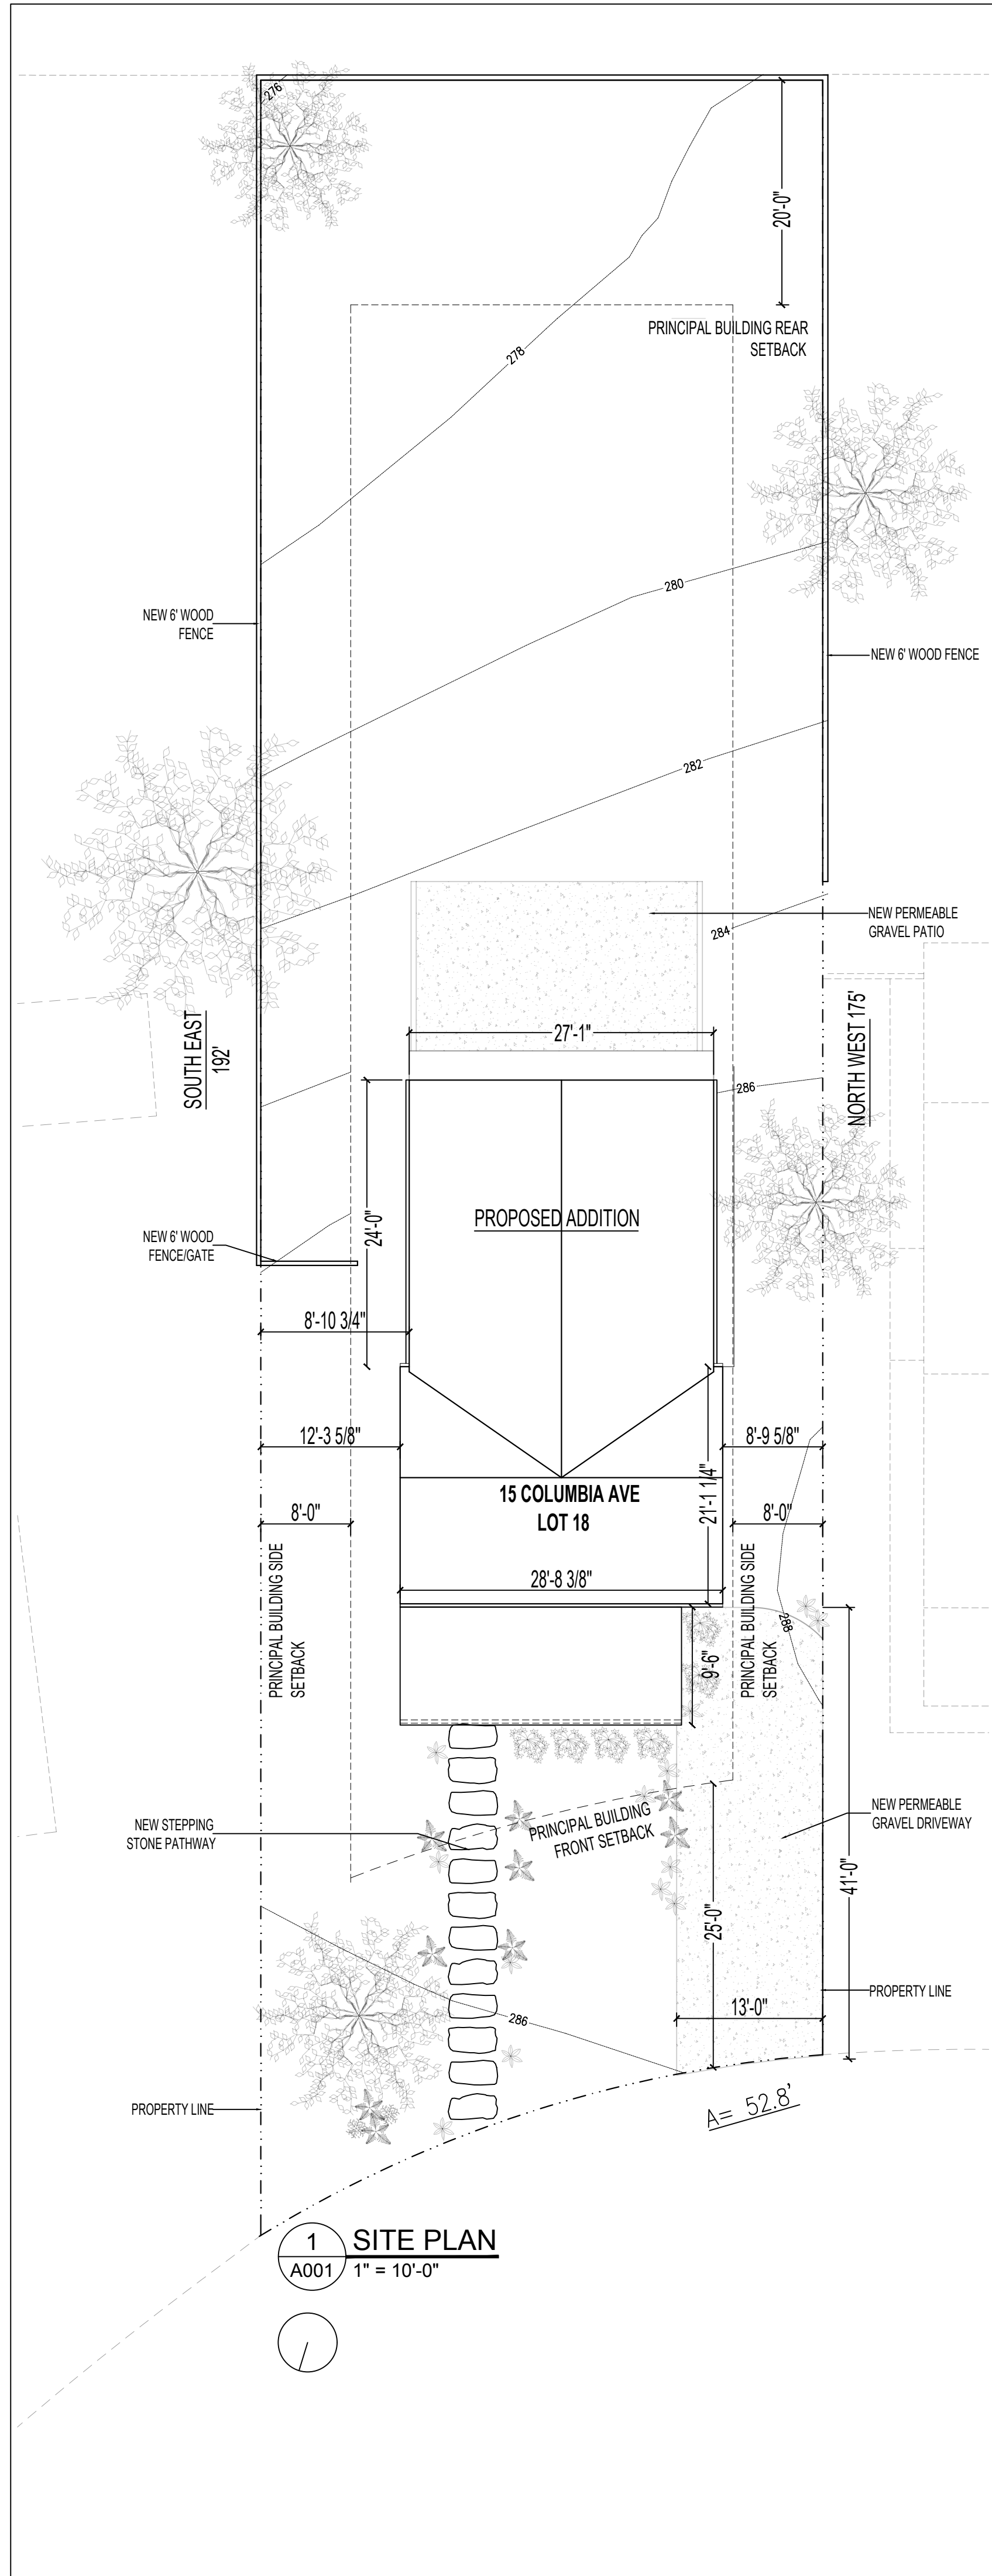 276
20'-0"
PRINCIPAL BUILDING REAR
SETBACK
278
280
NEW 6' WOOD
FENCE
NEW 6' WOOD FENCE
282
NEW PERMEABLE
GRAVEL PATIO
284
SOUTH EAST
192'
NORTH WEST 175'
27'-1"
286
24'-0"
PROPOSED ADDITION
NEW 6' WOOD
FENCE/GATE
8'-10 3/4"
12'-3 5/8"
8'-9 5/8"
21'-1 1/4"
15 COLUMBIA AVE
LOT 18
8'-0"
8'-0"
PRINCIPAL BUILDING SIDE
SETBACK
28'-8 3/8"
PRINCIPAL BUILDING SIDE
SETBACK
288
9'-6"
NEW STEPPING
STONE PATHWAY
PRINCIPAL BUILDING
FRONT SETBACK
NEW PERMEABLE
GRAVEL DRIVEWAY
41'-0"
25'-0"
PROPERTY LINE
13'-0"
286
A= 52.8'
PROPERTY LINE
1
A001
SITE PLAN
1" = 10'-0"